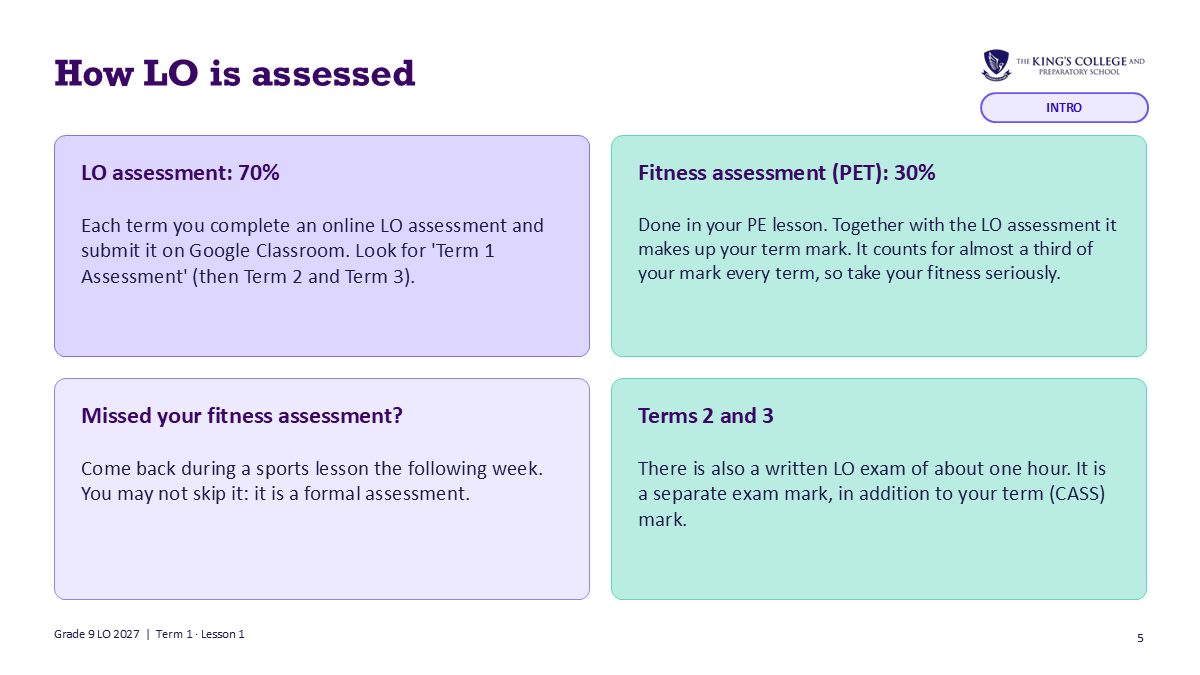 How LO is assessed
THE KING'S COLLEGE AND
PREPARATORY SCHOOL
INTRO
LO assessment: 70%
Each term you complete an online LO assessment and
submit it on Google Classroom. Look for 'Term 1
Assessment' (then Term 2 and Term 3).
Fitness assessment (PET): 30%
Done in your PE lesson. Together with the LO assessment it
makes up your term mark. It counts for almost a third of
your mark every term, so take your fitness seriously.
Missed your fitness assessment?
Come back during a sports lesson the following week.
You may not skip it: it is a formal assessment.
Terms 2 and 3
There is also a written LO exam of about one hour. It is
a separate exam mark, in addition to your term (CASS)
mark.
Grade 9 LO 2027 | Term 1 · Lesson 1
5